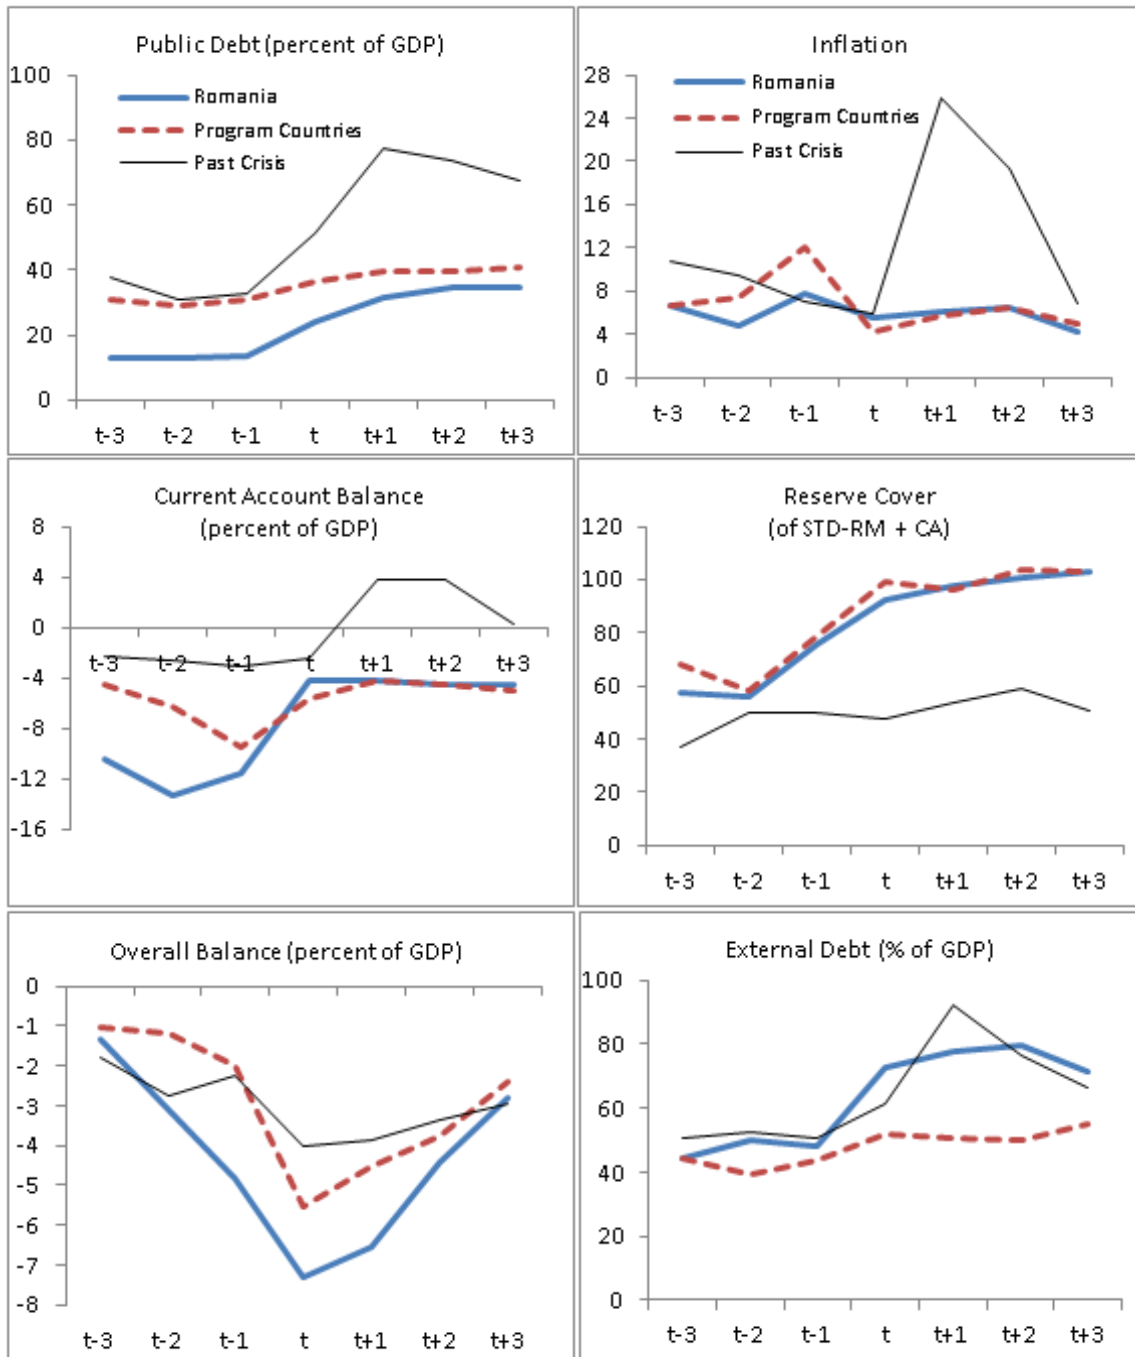 Public Debt (percent of GDP)
100
80
60
40
20
0
Romania
Program Countries
Past Crisis
t-3 t-2 t-1 t t+1 t+2 t+3
Inflation
28
24
20
16
12
8
4
0
Romania
Program Countries
Past Crisis
t-3 t-2 t-1 t t+1 t+2 t+3
Current Account Balance
(percent of GDP)
8
4
0
-4
-8
-12
-16
t-3 t-2 t-1 t t+1 t+2 t+3
Reserve Cover
(of STD-RM + CA)
120
100
80
60
40
20
0
t-3 t-2 t-1 t t+1 t+2 t+3
Overall Balance (percent of GDP)
0
-1
-2
-3
-4
-5
-6
-7
-8
t-3 t-2 t-1 t t+1 t+2 t+3
External Debt (% of GDP)
100
80
60
40
20
0
t-3 t-2 t-1 t t+1 t+2 t+3